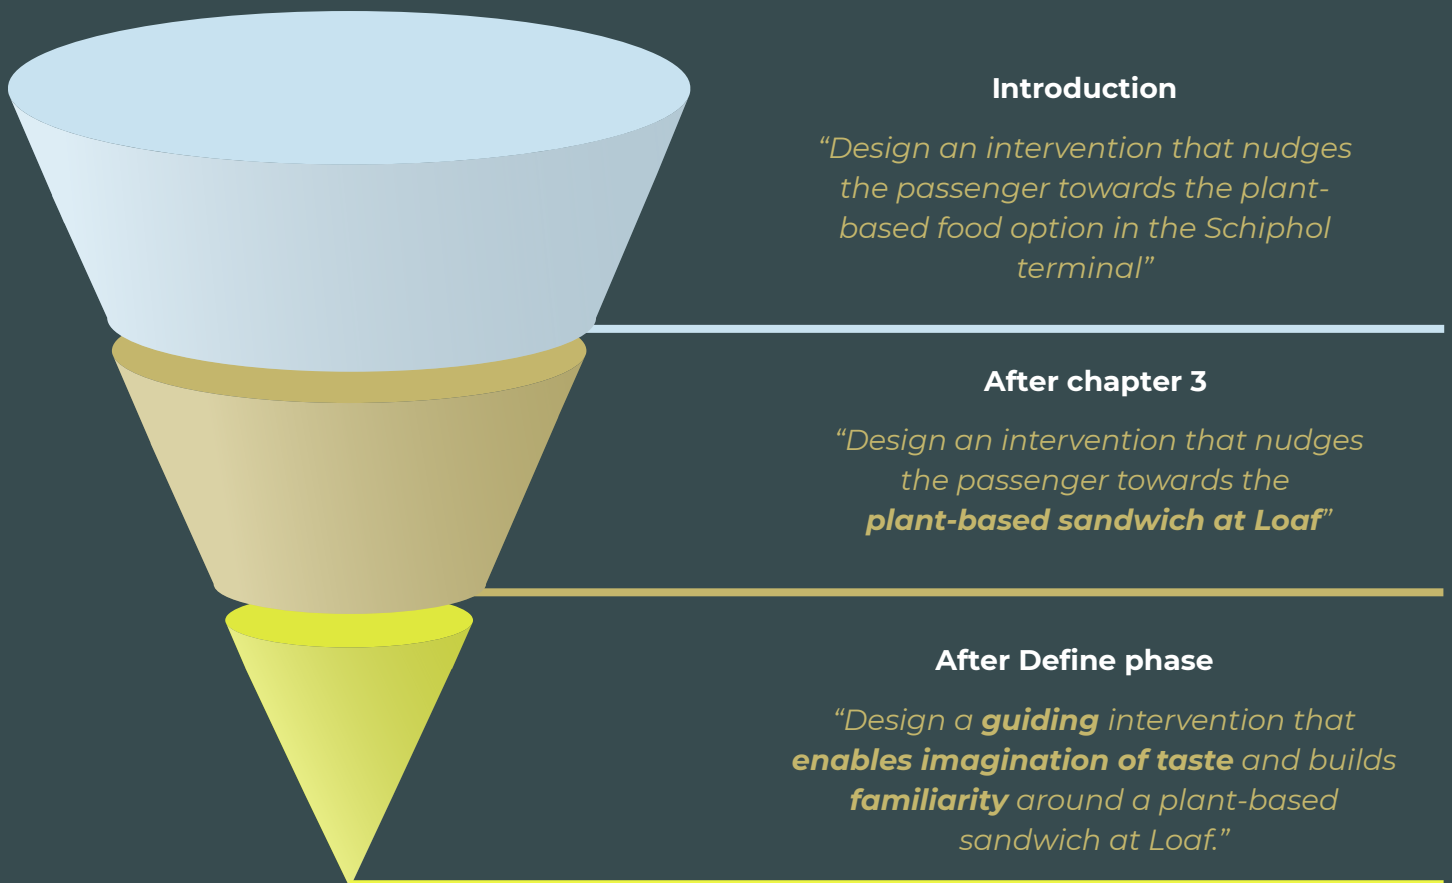 Introduction
“Design an intervention that nudges
the passenger towards the plant-
based food option in the Schiphol
terminal”
After chapter 3
“Design an intervention that nudges
the passenger towards the
plant-based sandwich at Loaf”
After Define phase
“Design a guiding intervention that
enables imagination of taste and builds
familiarity around a plant-based
sandwich at Loaf.”